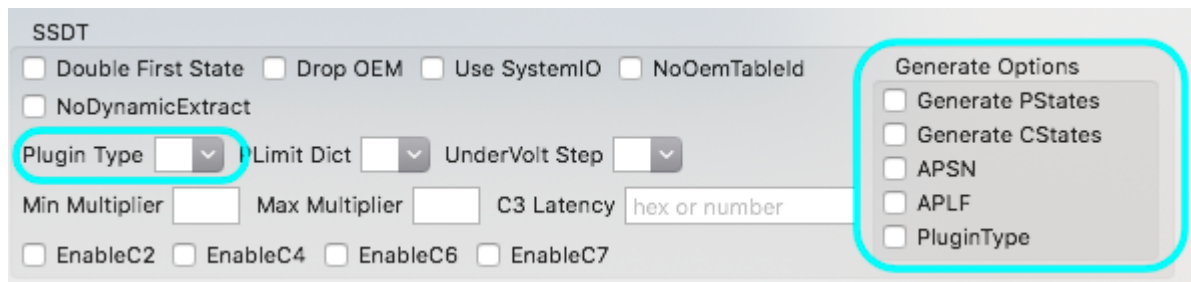 SSDT
Double First State Drop OEM Use SystemIO NoOemTableId
NoDynamicExtract
Plugin Type PLimit Dict UnderVolt Step
Min Multiplier Max Multiplier C3 Latency hex or number
EnableC2 EnableC4 EnableC6 EnableC7
Generate Options
Generate PStates
Generate CStates
APSN
APLF
PluginType